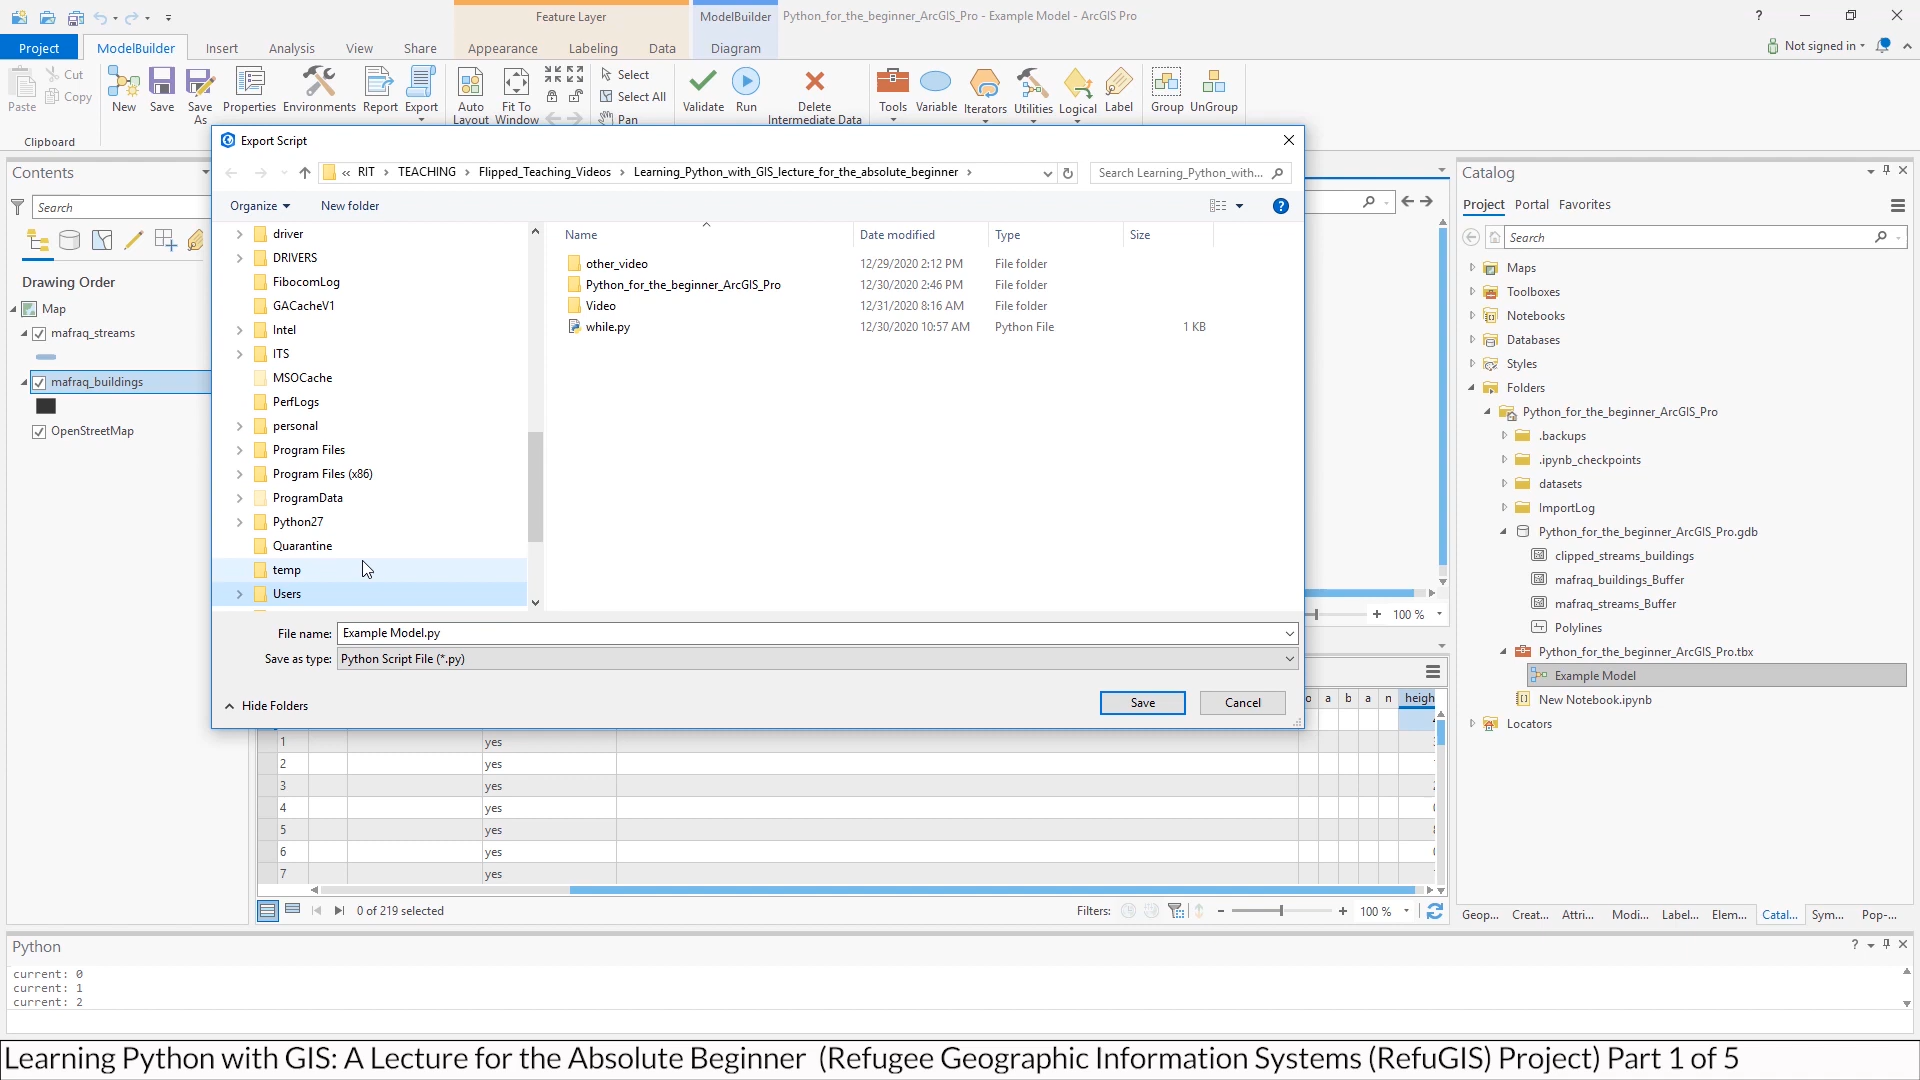 Feature Layer
ModelBuilder
Python_for_the_beginner_ArcGIS_Pro - Example Model - ArcGIS Pro
?
Project
ModelBuilder
Insert
Analysis
View
Share
Appearance
Labeling
Data
Diagram
Not signed in
Paste
Cut
Copy
New
Save
Save As
Properties
Environments
Report
Export
Auto Layout
Fit To Window
Select
Select All
Pan
Validate
Run
Delete Intermediate Data
Tools
Variable
Iterators
Utilities
Logical
Label
Group
UnGroup
Clipboard
Contents
Search
Drawing Order
Map
mafraq_streams
mafraq_buildings
OpenStreetMap
Export Script
« RIT > TEACHING > Flipped_Teaching_Videos > Learning_Python_with_GIS_lecture_for_the_absolute_beginner >
Search Learning_Python_with...
Organize
New folder
driver
DRIVERS
FibocomLog
GACacheV1
Intel
ITS
MSOCache
PerfLogs
personal
Program Files
Program Files (x86)
ProgramData
Python27
Quarantine
temp
Users
Name Date modified Type Size
other_video 12/29/2020 2:12 PM File folder
Python_for_the_beginner_ArcGIS_Pro 12/30/2020 2:46 PM File folder
Video 12/31/2020 8:16 AM File folder
while.py 12/30/2020 10:57 AM Python File 1 KB
File name: Example Model.py
Save as type: Python Script File (*.py)
Hide Folders
Save
Cancel
100 %
o a b a n heigh
1 yes
2 yes
3 yes
4 yes
5 yes
6 yes
7 yes
0 of 219 selected
Filters:
100 %
Catalog
Project Portal Favorites
Search
Maps
Toolboxes
Notebooks
Databases
Styles
Folders
Python_for_the_beginner_ArcGIS_Pro
.backups
.ipynb_checkpoints
datasets
ImportLog
Python_for_the_beginner_ArcGIS_Pro.gdb
clipped_streams_buildings
mafraq_buildings_Buffer
mafraq_streams_Buffer
Polylines
Python_for_the_beginner_ArcGIS_Pro.tbx
Example Model
New Notebook.ipynb
Locators
Geop... Creat... Attri... Modi... Label... Elem... Catal... Sym... Pop-...
Python
?
current: 0
current: 1
current: 2
Learning Python with GIS: A Lecture for the Absolute Beginner (Refugee Geographic Information Systems (RefuGIS) Project) Part 1 of 5